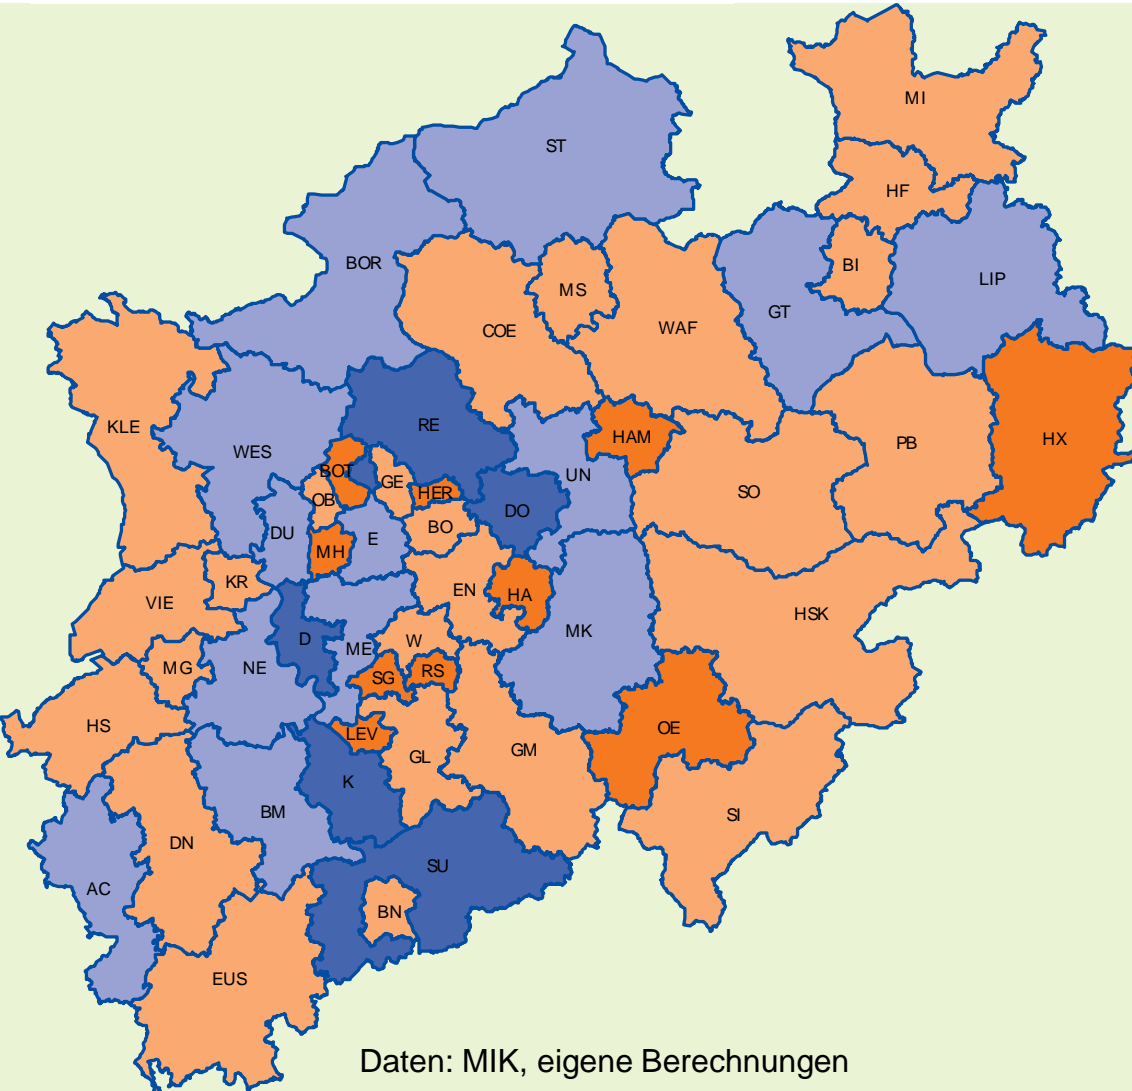 MI
ST
HF
BOR
BI
LIP
MS
GT
COE
WAF
KLE
RE
HAM
HX
PB
WES
BOT
GE
UN
HER
SO
OB
DO
DU
BO
E
MH
KR
EN
HA
VIE
HSK
MK
D
W
ME
MG
NE
SG
RS
HS
OE
LEV
GM
GL
K
BM
SI
DN
SU
AC
BN
EUS
Daten: MIK, eigene Berechnungen